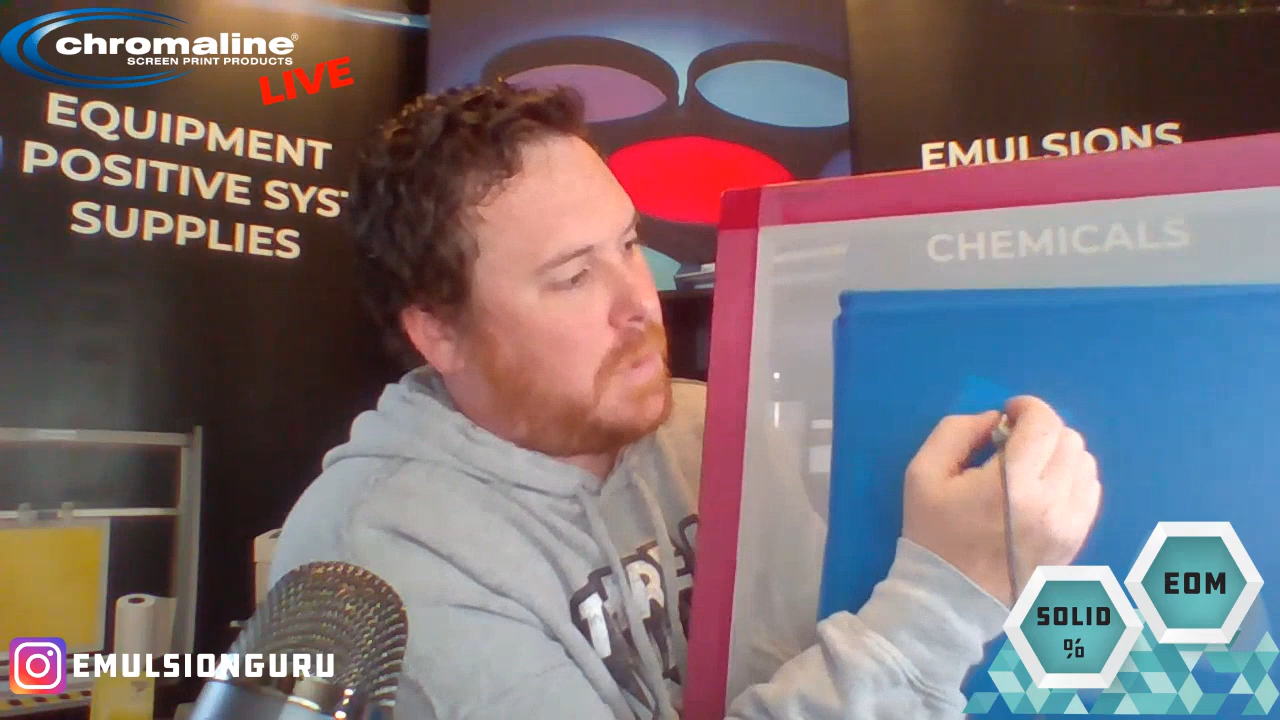 chromaline®
SCREEN PRINT PRODUCTS
LIVE
EQUIPMENT
POSITIVE SYST
SUPPLIES
EMULSIONS
CHEMICALS
SOLID
%
EOM
EMULSIONGURU